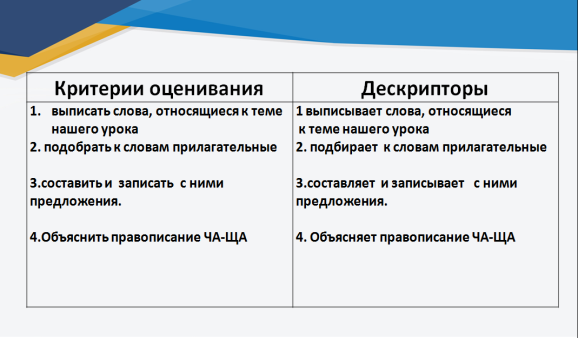 Критерии оценивания
1. выписать слова, относящиеся к теме
нашего урока
2. подобрать к словам прилагательные
3.составить и записать с ними
предложения.
4.Объяснить правописание ЧА-ЩА
Дескрипторы
1 выписывает слова, относящиеся
к теме нашего урока
2. подбирает к словам прилагательные
3.составляет и записывает с ними
предложения.
4. Объясняет правописание ЧА-ЩА